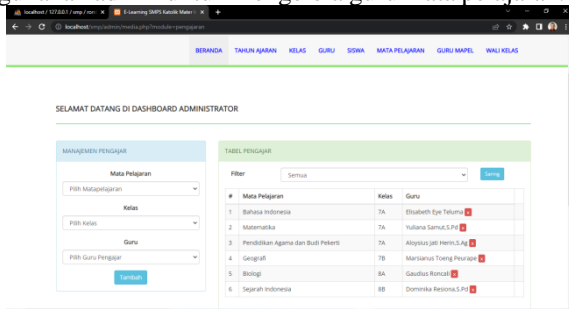 localhost / 127.0.0.1 / smp / rom
E-Learning SMPS Katolik Mater
localhost/smp/admin/media.php?module=pengajaran
BERANDA TAHUN AJARAN KELAS GURU SISWA MATA PELAJARAN GURU MAPEL WALI KELAS
SELAMAT DATANG DI DASHBOARD ADMINISTRATOR
MANAJEMEN PENGAJAR
Mata Pelajaran
Pilih Matapelajaran
Kelas
Pilih Kelas
Guru
Pilih Guru Pengajar
Tambah
TABEL PENGAJAR
Filter Semua Saring
# Mata Pelajaran Kelas Guru
1 Bahasa Indonesia 7A Elisabeth Eye Teluma x
2 Matematika 7A Yuliana Samut,S.Pd x
3 Pendidikan Agama dan Budi Pekerti 7A Aloysius Jati Herin,S.Ag x
4 Geografi 7B Marsianus Toeng Peurape x
5 Biologi 8A Gaudius Roncali x
6 Sejarah Indonesia 8B Dominika Resiona,S.Pd x